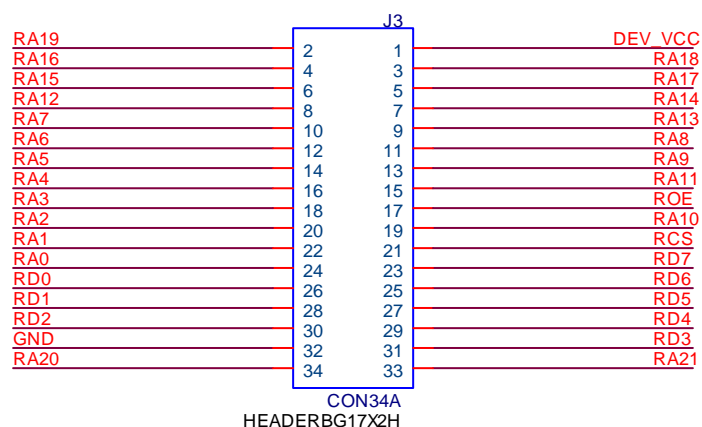 J3
RA19 2 1 DEV_VCC
RA16 4 3 RA18
RA15 6 5 RA17
RA12 8 7 RA14
RA7 10 9 RA13
RA6 12 11 RA8
RA5 14 13 RA9
RA4 16 15 RA11
RA3 18 17 ROE
RA2 20 19 RA10
RA1 22 21 RCS
RA0 24 23 RD7
RD0 26 25 RD6
RD1 28 27 RD5
RD2 30 29 RD4
GND 32 31 RD3
RA20 34 33 RA21
CON34A
HEADERBG17X2H